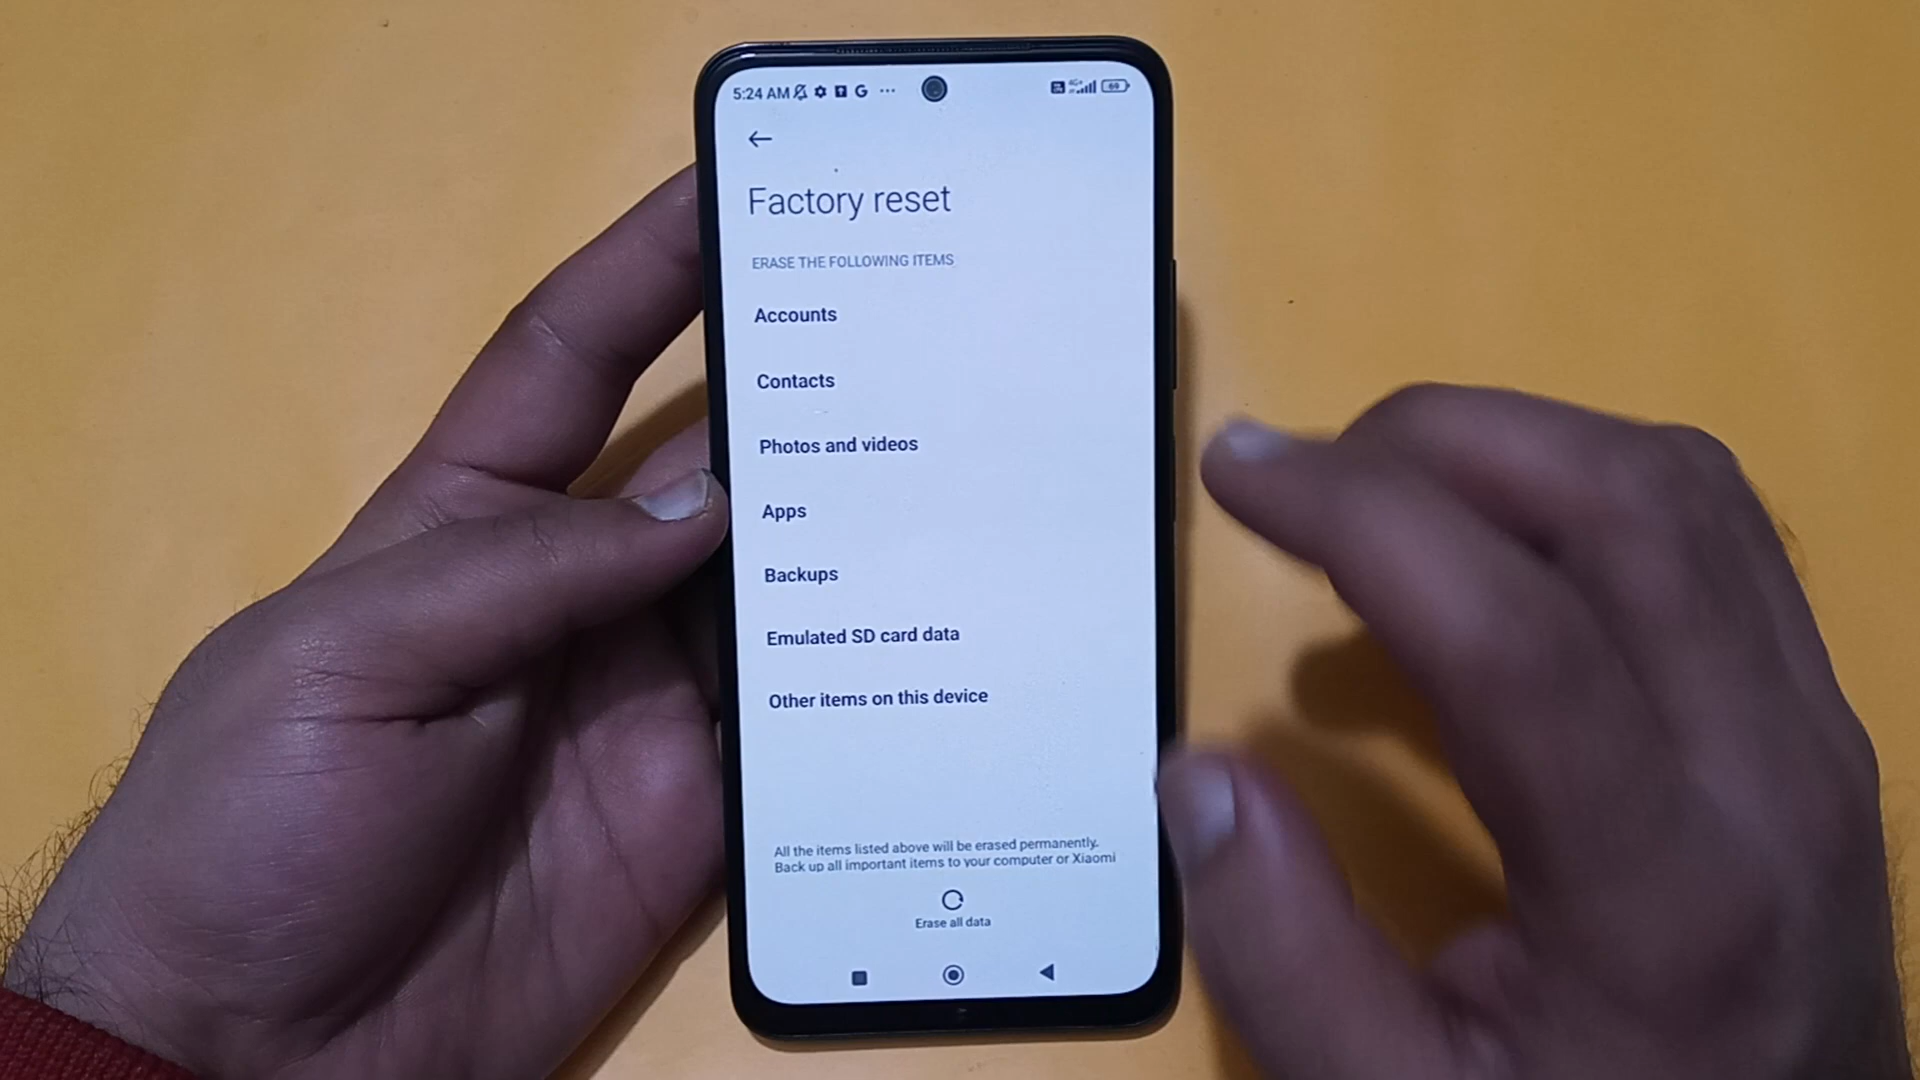 5:24 AM
Factory reset
ERASE THE FOLLOWING ITEMS
Accounts
Contacts
Photos and videos
Apps
Backups
Emulated SD card data
Other items on this device
All the items listed above will be erased permanently.
Back up all important items to your computer or Xiaomi
Erase all data